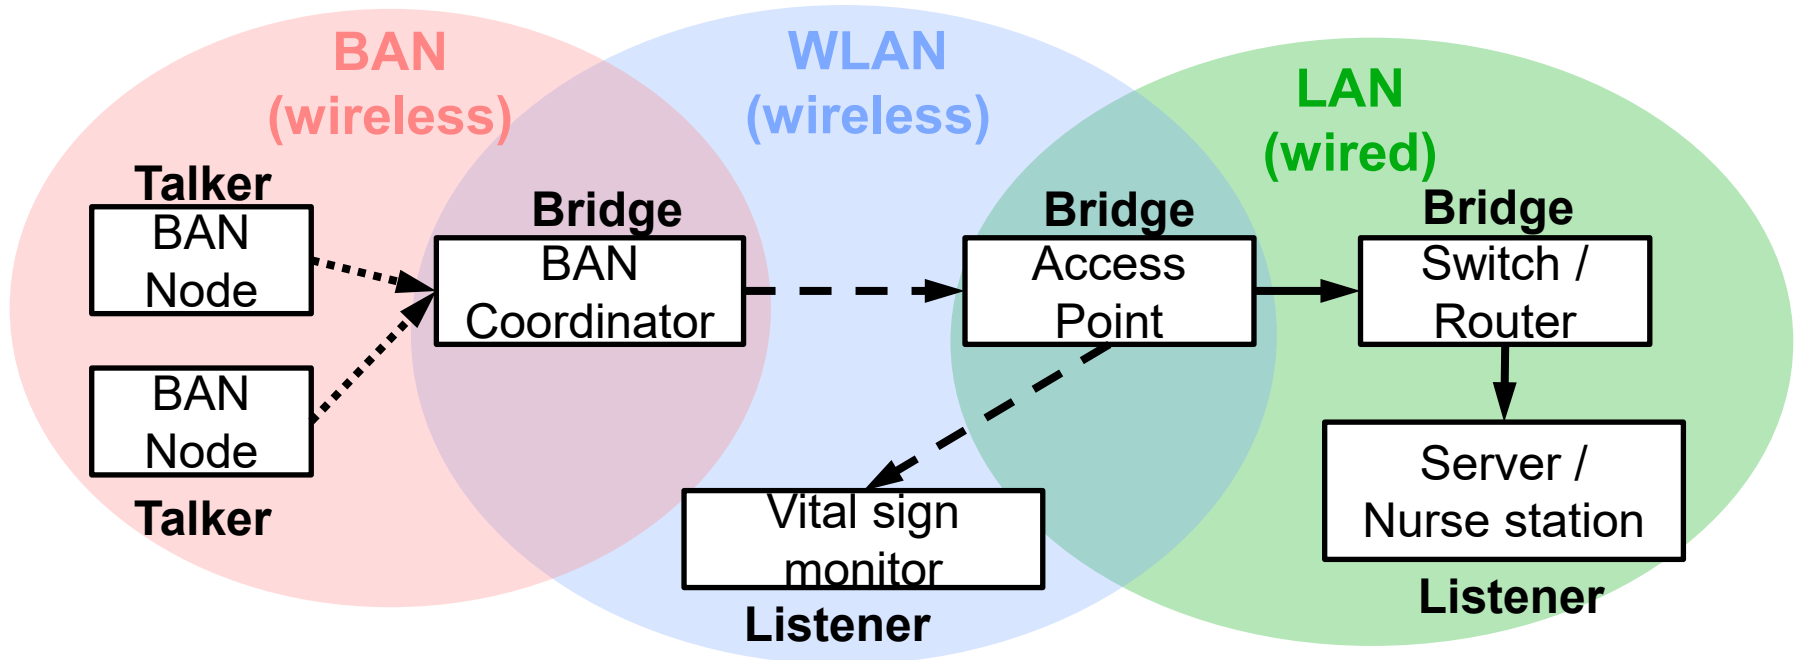 BAN
(wireless)
WLAN
(wireless)
LAN
(wired)
Talker
BAN
Node
BAN
Node
Talker
Bridge
BAN
Coordinator
Bridge
Access
Point
Bridge
Switch /
Router
Vital sign
monitor
Listener
Server /
Nurse station
Listener